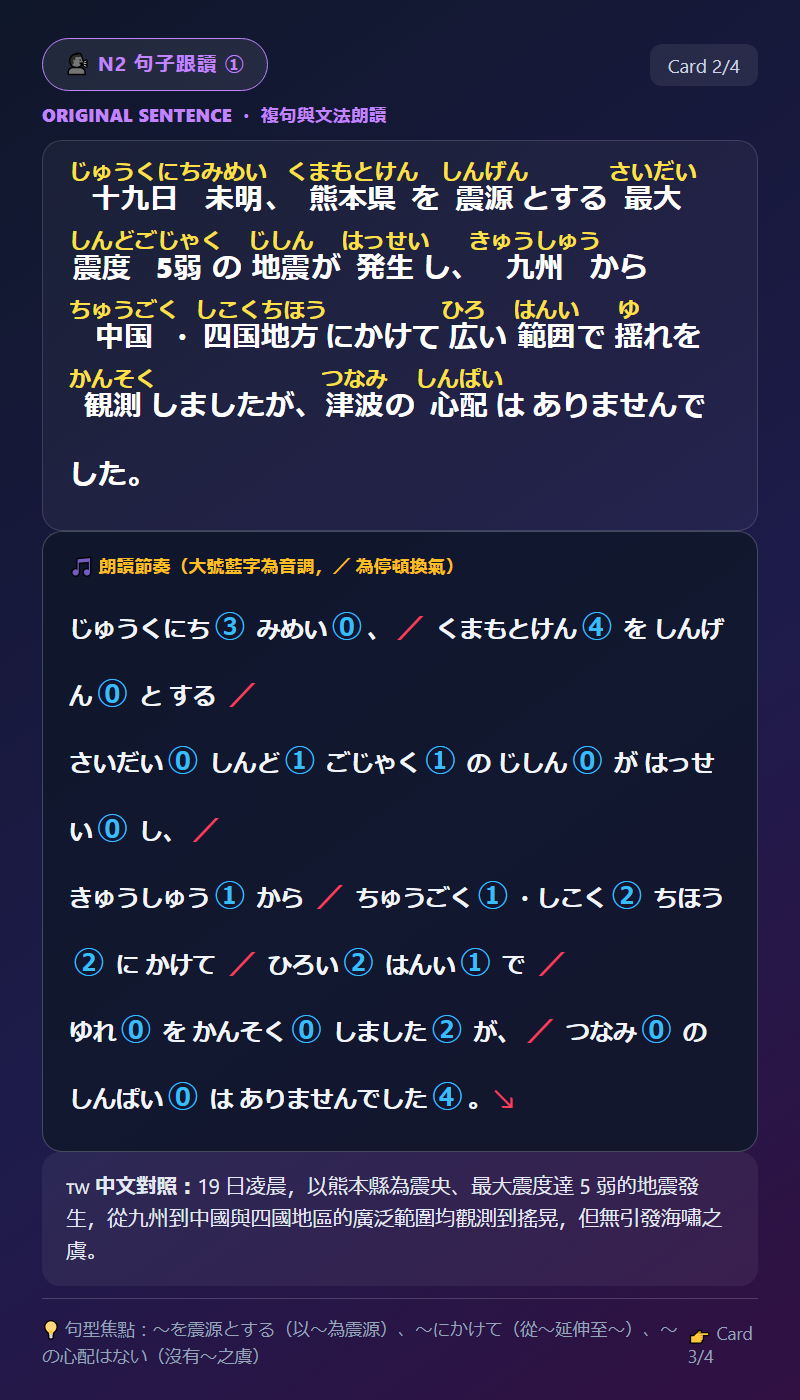 N2 句子跟讀 ①
Card 2/4
ORIGINAL SENTENCE · 複句與文法朗讀
じゅうくにちみめい くまもとけん しんげん さいだい
十九日 未明、 熊本県 を 震源 とする 最大
しんどごじゃく じしん はっせい きゅうしゅう
震度 5弱 の 地震が 発生 し、 九州 から
ちゅうごく しこくちほう ひろ はんい ゆ
中国 ・ 四国地方 にかけて 広い 範囲で 揺れを
かんそく つなみ しんぱい
観測 しましたが、津波の 心配 は ありませんで
した。
🎵 朗讀節奏（大號藍字為音調，／ 為停頓換氣）
じゅうくにち③ みめい⓪、／ くまもとけん④ を しんげ
ん⓪ と する ／
さいだい⓪ しんど① ごじゃく① の じしん⓪ が はっせ
い⓪ し、／
きゅうしゅう① から ／ ちゅうごく①・しこく② ちほう
② に かけて ／ ひろい② はんい① で ／
ゆれ⓪ を かんそく⓪ しました② が、／ つなみ⓪ の
しんぱい⓪ は ありませんでした④。↘
TW 中文對照：19 日凌晨，以熊本縣為震央、最大震度達 5 弱的地震發
生，從九州到中國與四國地區的廣泛範圍均觀測到搖晃，但無引發海嘯之
虞。
💡 句型焦點：～を震源とする（以～為震源）、～にかけて（從～延伸至～）、～
の心配はない（沒有～之虞）
👉 Card
3/4